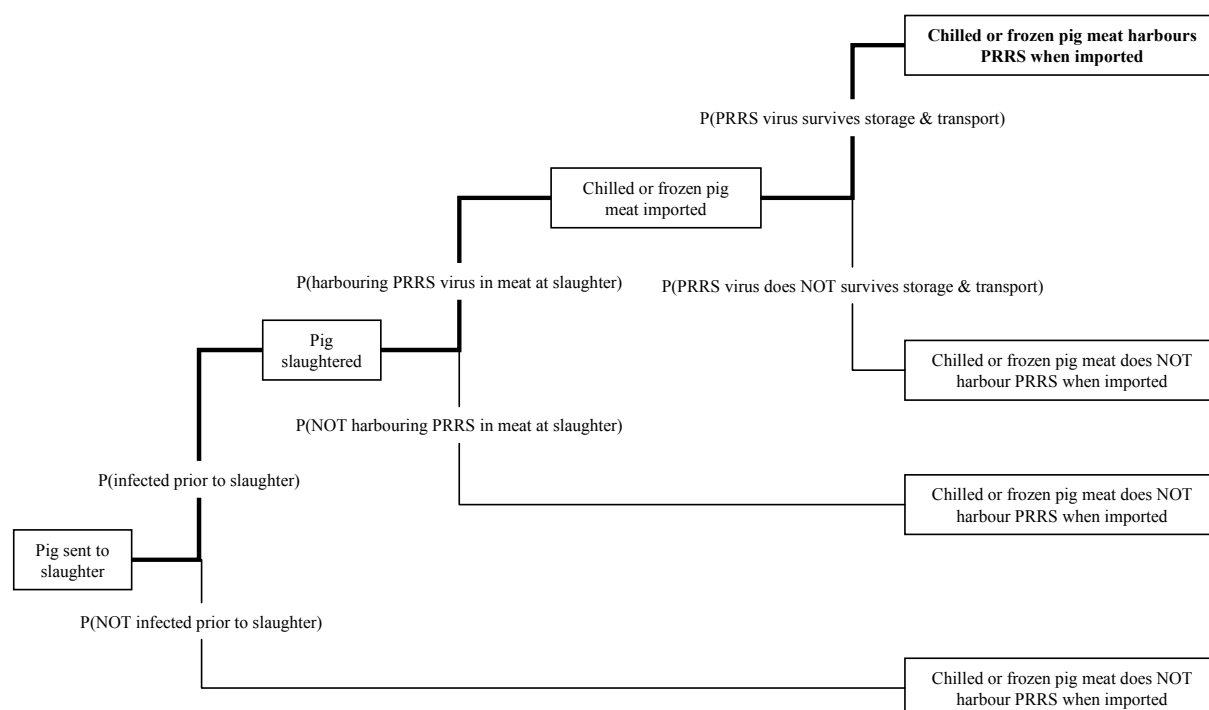 Chilled or frozen pig meat harbours
PRRS when imported
P(PRRS virus survives storage & transport)
Chilled or frozen pig
meat imported
P(harbouring PRRS virus in meat at slaughter)
P(PRRS virus does NOT survives storage & transport)
Pig
slaughtered
Chilled or frozen pig meat does NOT
harbour PRRS when imported
P(NOT harbouring PRRS in meat at slaughter)
P(infected prior to slaughter)
Chilled or frozen pig meat does NOT
harbour PRRS when imported
Pig sent to
slaughter
P(NOT infected prior to slaughter)
Chilled or frozen pig meat does NOT
harbour PRRS when imported